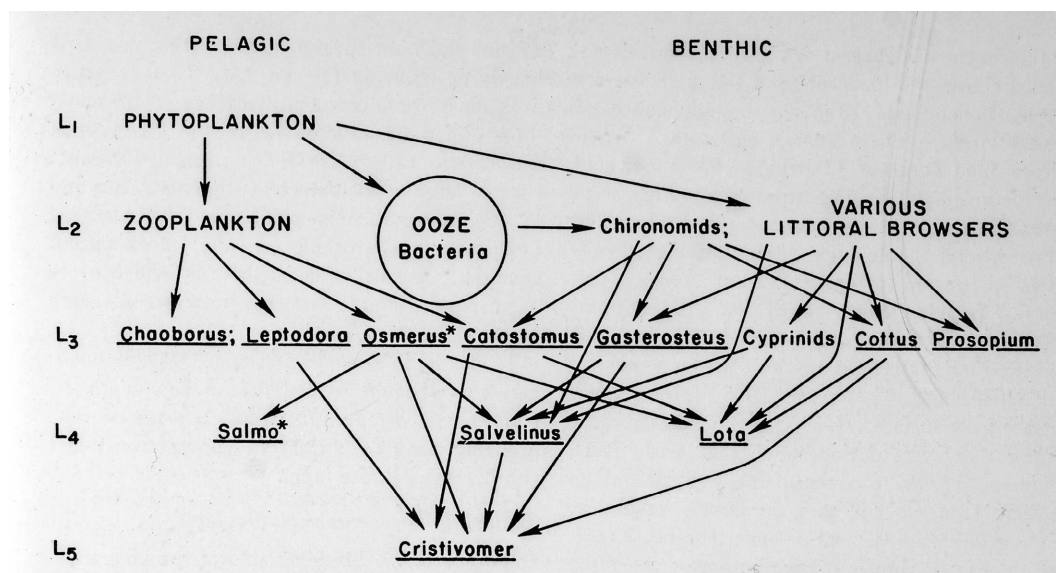 PELAGIC BENTHIC
L1 PHYTOPLANKTON
L2 ZOOPLANKTON OOZE Bacteria Chironomids; VARIOUS LITTORAL BROWSERS
L3 Chaoborus; Leptodora Osmerus* Catostomus Gasterosteus Cyprinids Cottus Prosopium
L4 Salmo* Salvelinus Lota
L5 Cristivomer